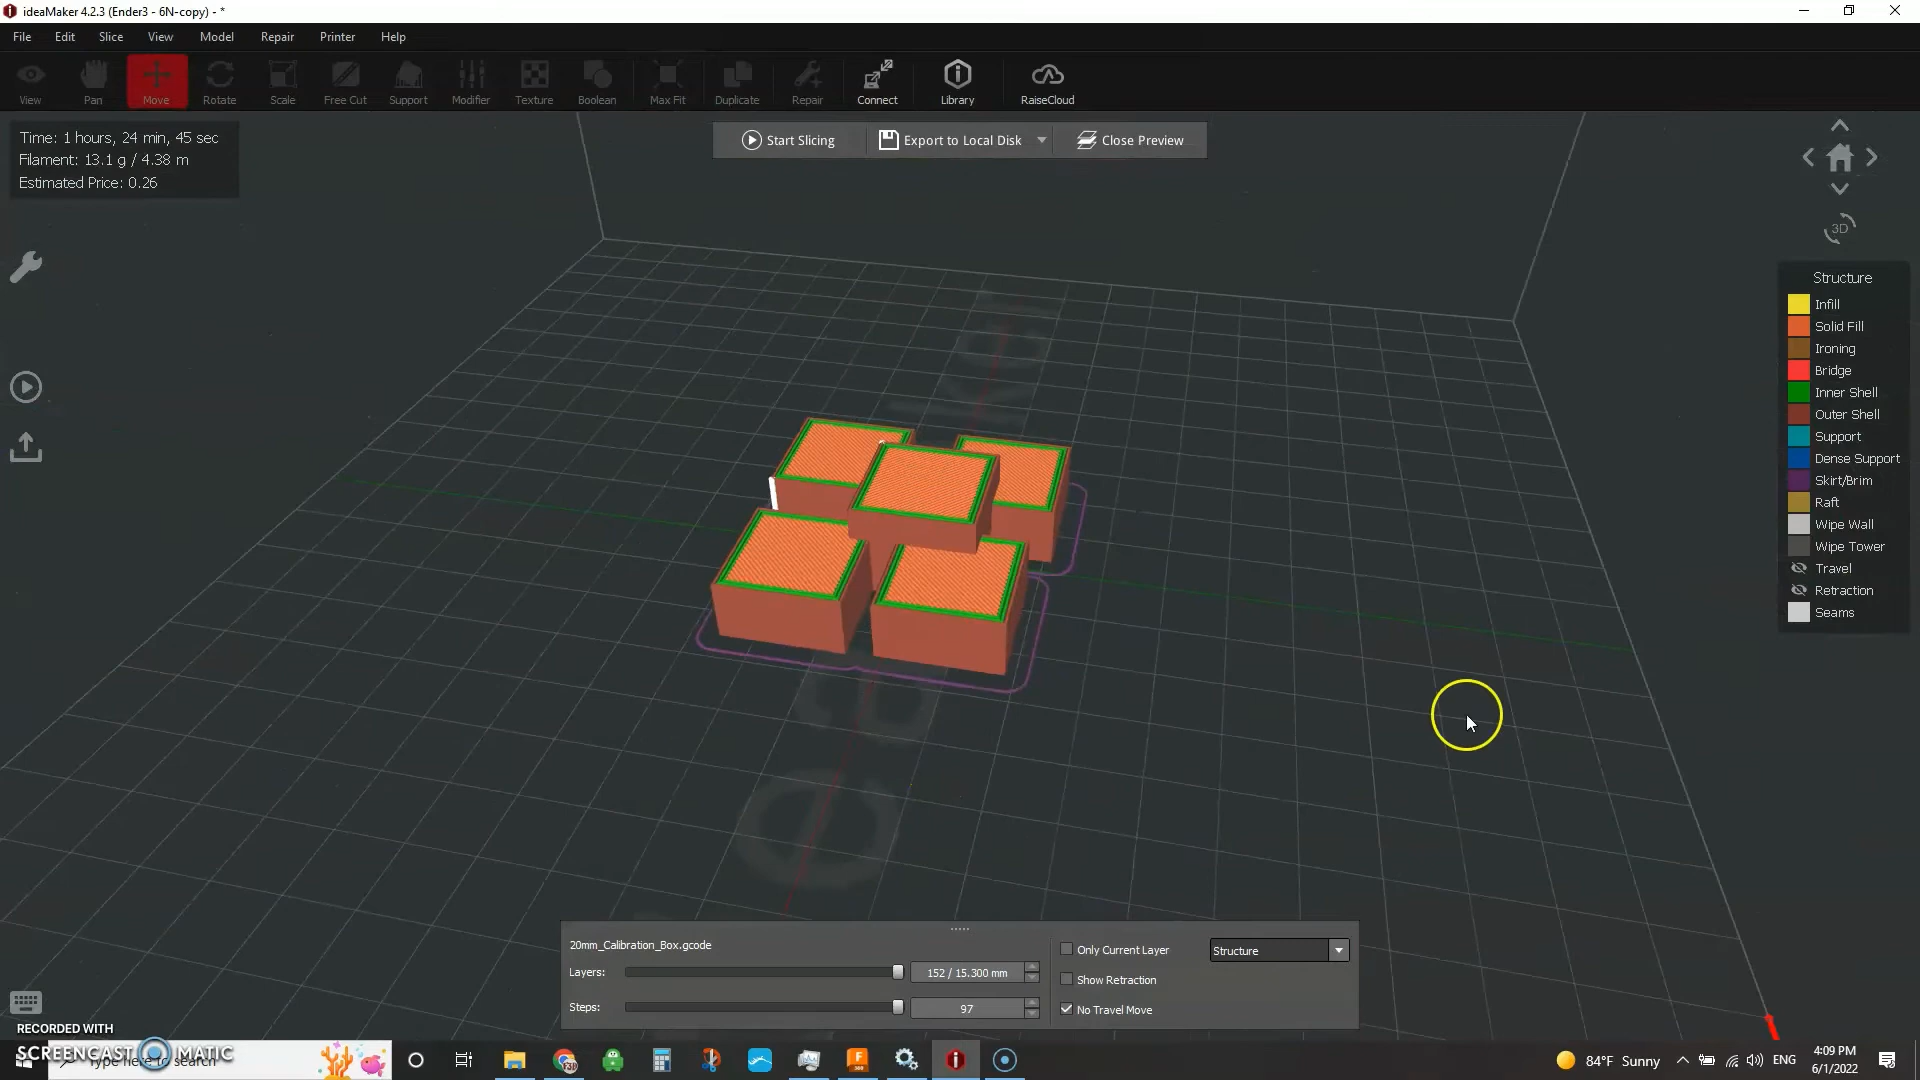 ideaMaker 4.2.3 (Ender3 - 6N-copy) - *
File Edit Slice View Model Repair Printer Help
View Pan Move Rotate Scale Free Cut Support Modifier Texture Boolean Max Fit Duplicate Repair Connect Library RaiseCloud
Time: 1 hours, 24 min, 45 sec
Filament: 13.1 g / 4.38 m
Estimated Price: 0.26
Start Slicing Export to Local Disk Close Preview
3D
Structure
Infill
Solid Fill
Ironing
Bridge
Inner Shell
Outer Shell
Support
Dense Support
Skirt/Brim
Raft
Wipe Wall
Wipe Tower
Travel
Retraction
Seams
20mm_Calibration_Box.gcode
Layers: 152 / 15.300 mm
Steps: 97
Only Current Layer
Show Retraction
No Travel Move
Structure
RECORDED WITH
SCREENCAST MATIC
Type here to search
84°F Sunny
ENG
4:09 PM
6/1/2022